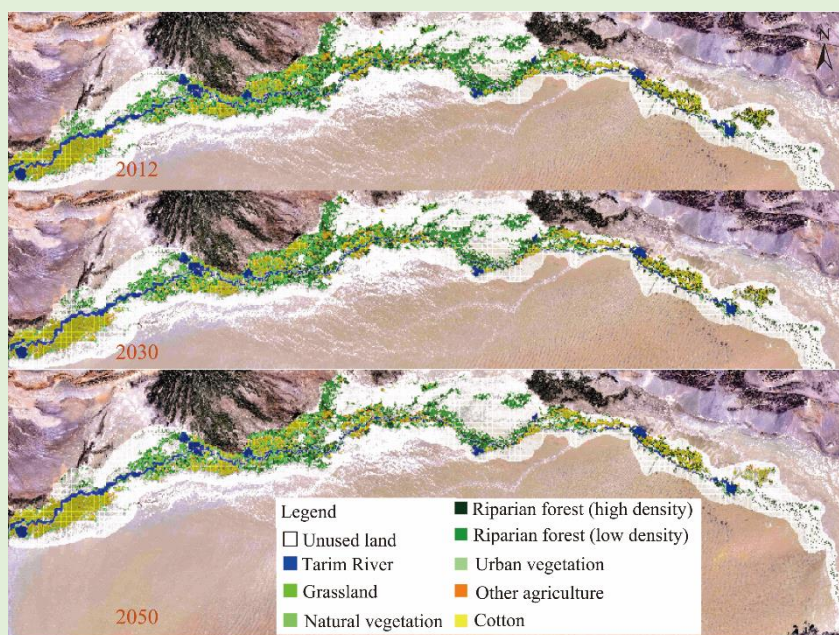 N
2012
2030
Legend
Unused land
Tarim River
Grassland
Natural vegetation
Riparian forest (high density)
Riparian forest (low density)
Urban vegetation
Other agriculture
Cotton
2050